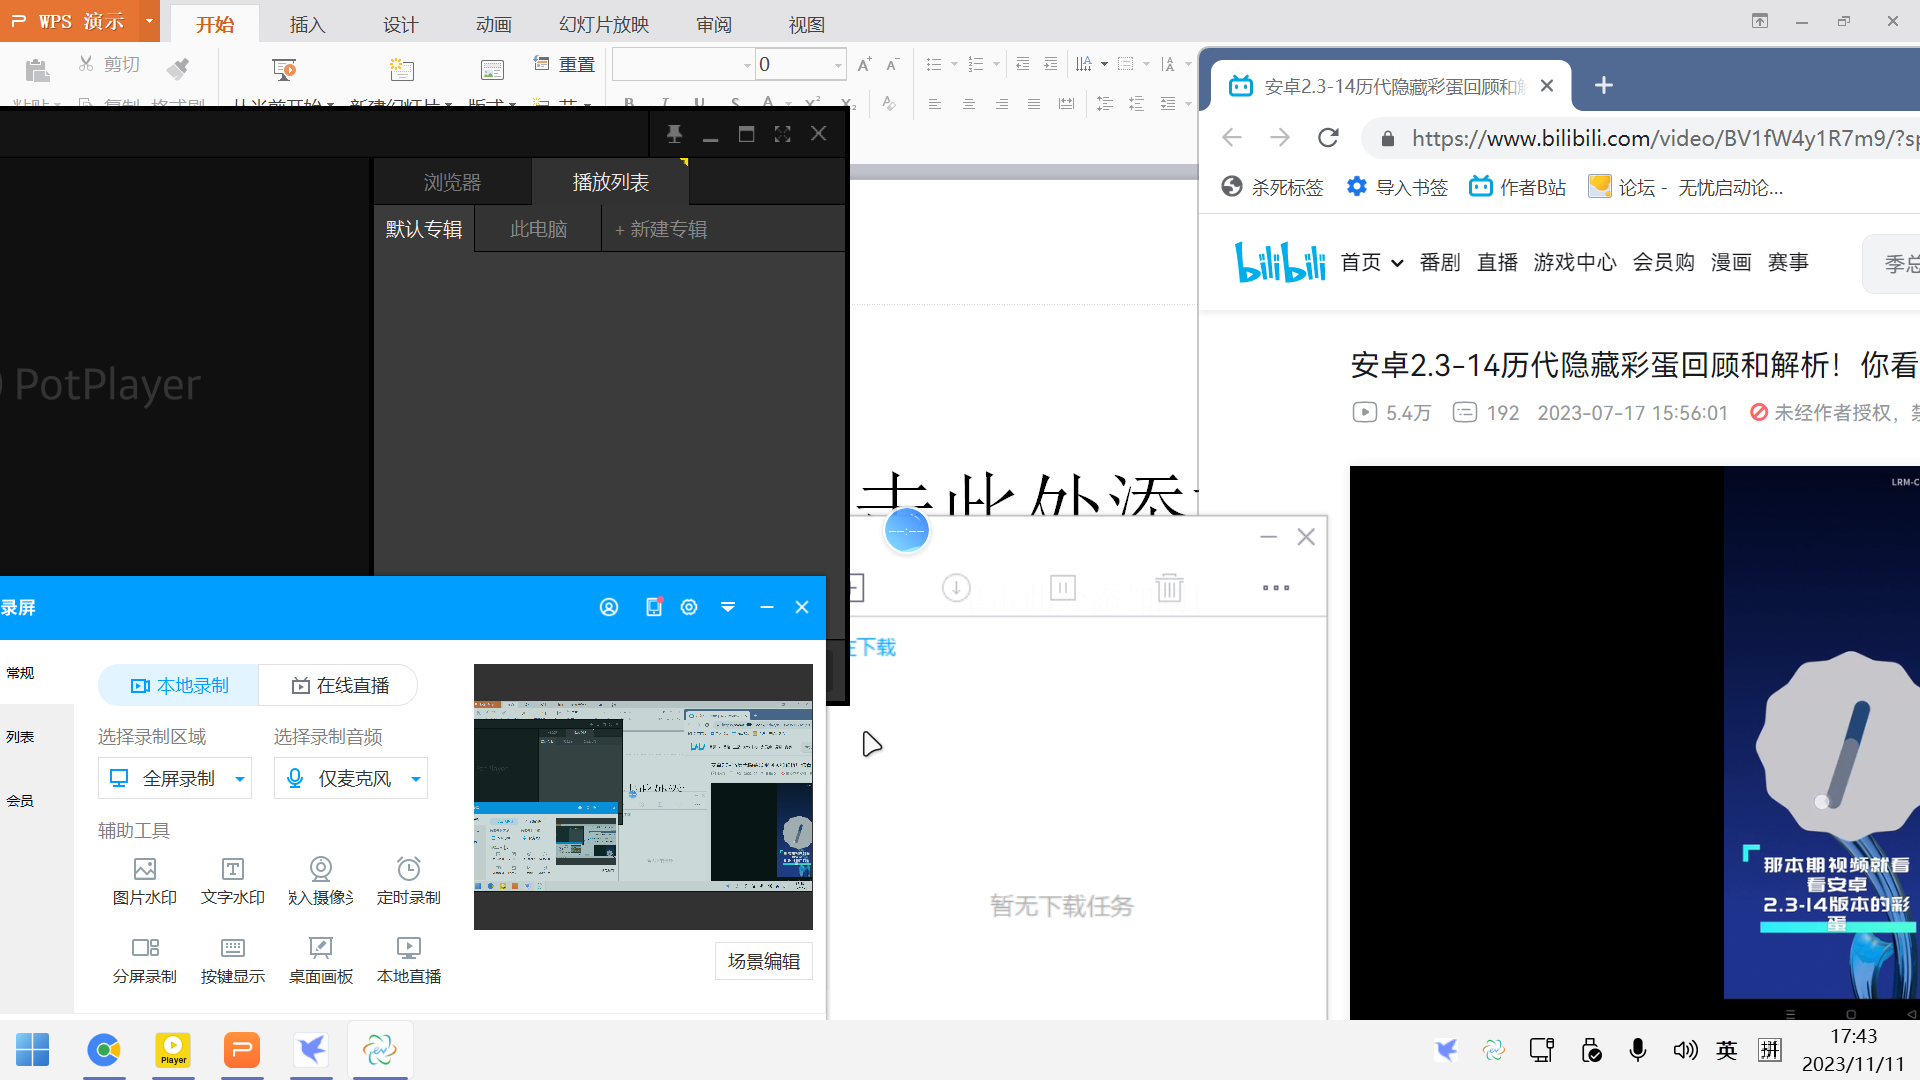 WPS 演示
开始
插入
设计
动画
幻灯片放映
审阅
视图
剪切
重置
0
安卓2.3-14历代隐藏彩蛋回顾和解
https://www.bilibili.com/video/BV1fW4y1R7m9/?sp
杀死标签
导入书签
作者B站
论坛 - 无忧启动论...
浏览器
播放列表
默认专辑
此电脑
+ 新建专辑
PotPlayer
bilibili
首页
番剧
直播
游戏中心
会员购
漫画
赛事
季总
安卓2.3-14历代隐藏彩蛋回顾和解析！你看
5.4万
192
2023-07-17 15:56:01
未经作者授权，禁
击此处添
LRM-C
那本期视频就看
看安卓
2.3-14版本的彩
蛋
下载
暂无下载任务
录屏
常规
列表
会员
本地录制
在线直播
选择录制区域
选择录制音频
全屏录制
仅麦克风
辅助工具
图片水印
文字水印
嵌入摄像头
定时录制
分屏录制
按键显示
桌面画板
本地直播
场景编辑
Player
英
拼
17:43
2023/11/11